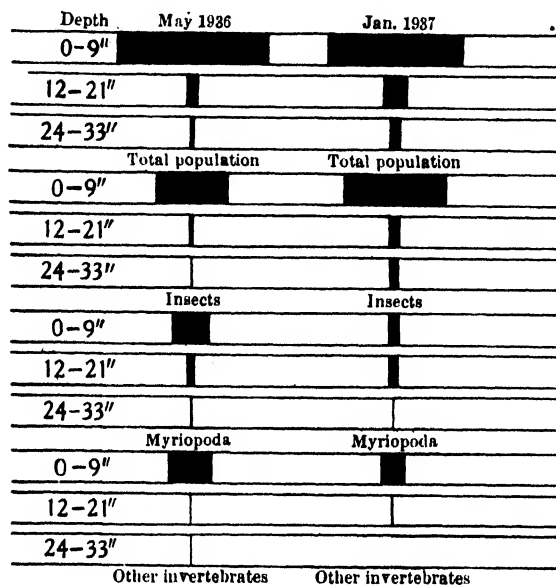 Depth May 1936 Jan. 1937
0-9"
12-21"
24-33"
Total population Total population
0-9"
12-21"
24-33"
Insects Insects
0-9"
12-21"
24-33"
Myriopoda Myriopoda
0-9"
12-21"
24-33"
Other invertebrates Other invertebrates